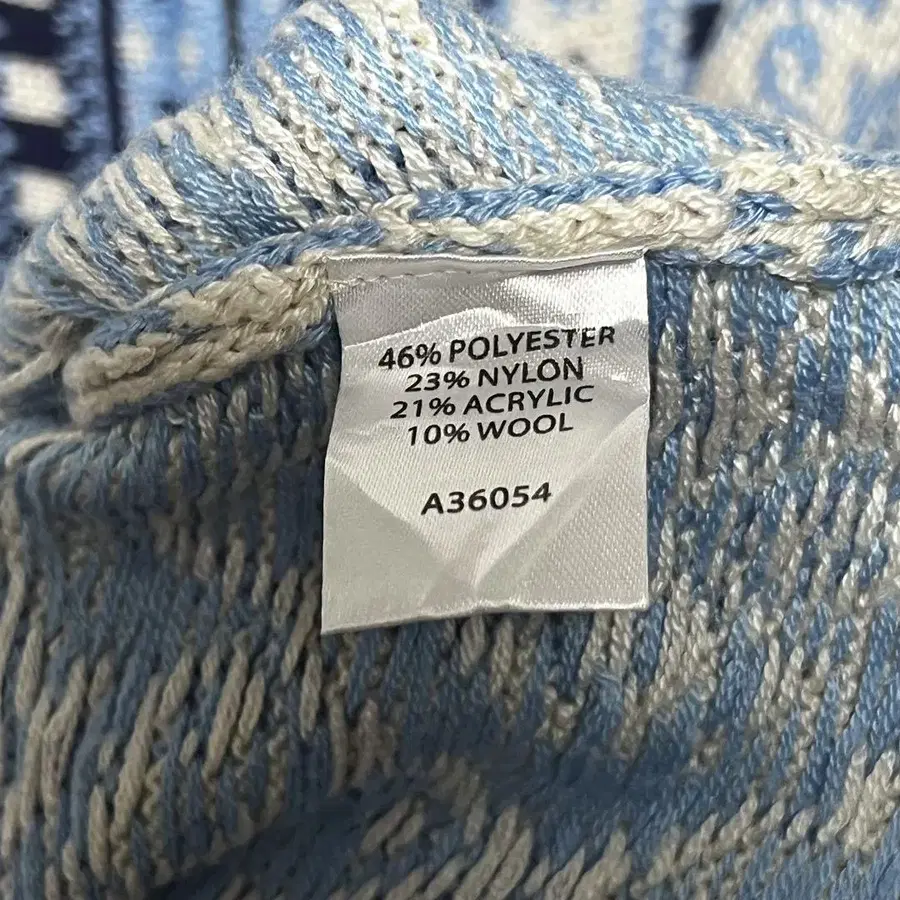 46% POLYESTER
23% NYLON
21% ACRYLIC
10% WOOL
A36054